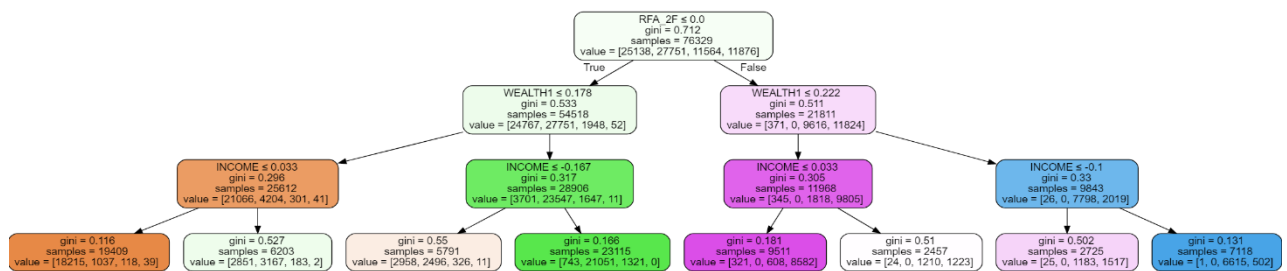 RFA_2F ≤ 0.0
gini = 0.712
samples = 76329
value = [25138, 27751, 11564, 11876]
True
False
WEALTH1 ≤ 0.178
gini = 0.533
samples = 54518
value = [24767, 27751, 1948, 52]
WEALTH1 ≤ 0.222
gini = 0.511
samples = 21811
value = [371, 0, 9616, 11824]
INCOME ≤ 0.033
gini = 0.296
samples = 25612
value = [21066, 4204, 301, 41]
INCOME ≤ -0.167
gini = 0.317
samples = 28906
value = [3701, 23547, 1647, 11]
INCOME ≤ 0.033
gini = 0.305
samples = 11968
value = [345, 0, 1818, 9805]
INCOME ≤ -0.1
gini = 0.33
samples = 9843
value = [26, 0, 7798, 2019]
gini = 0.116
samples = 19409
value = [18215, 1037, 118, 39]
gini = 0.527
samples = 6203
value = [2851, 3167, 183, 2]
gini = 0.55
samples = 5791
value = [2958, 2496, 326, 11]
gini = 0.166
samples = 23115
value = [743, 21051, 1321, 0]
gini = 0.181
samples = 9511
value = [321, 0, 608, 8582]
gini = 0.51
samples = 2457
value = [24, 0, 1210, 1223]
gini = 0.502
samples = 2725
value = [25, 0, 1183, 1517]
gini = 0.131
samples = 7118
value = [1, 0, 6615, 502]